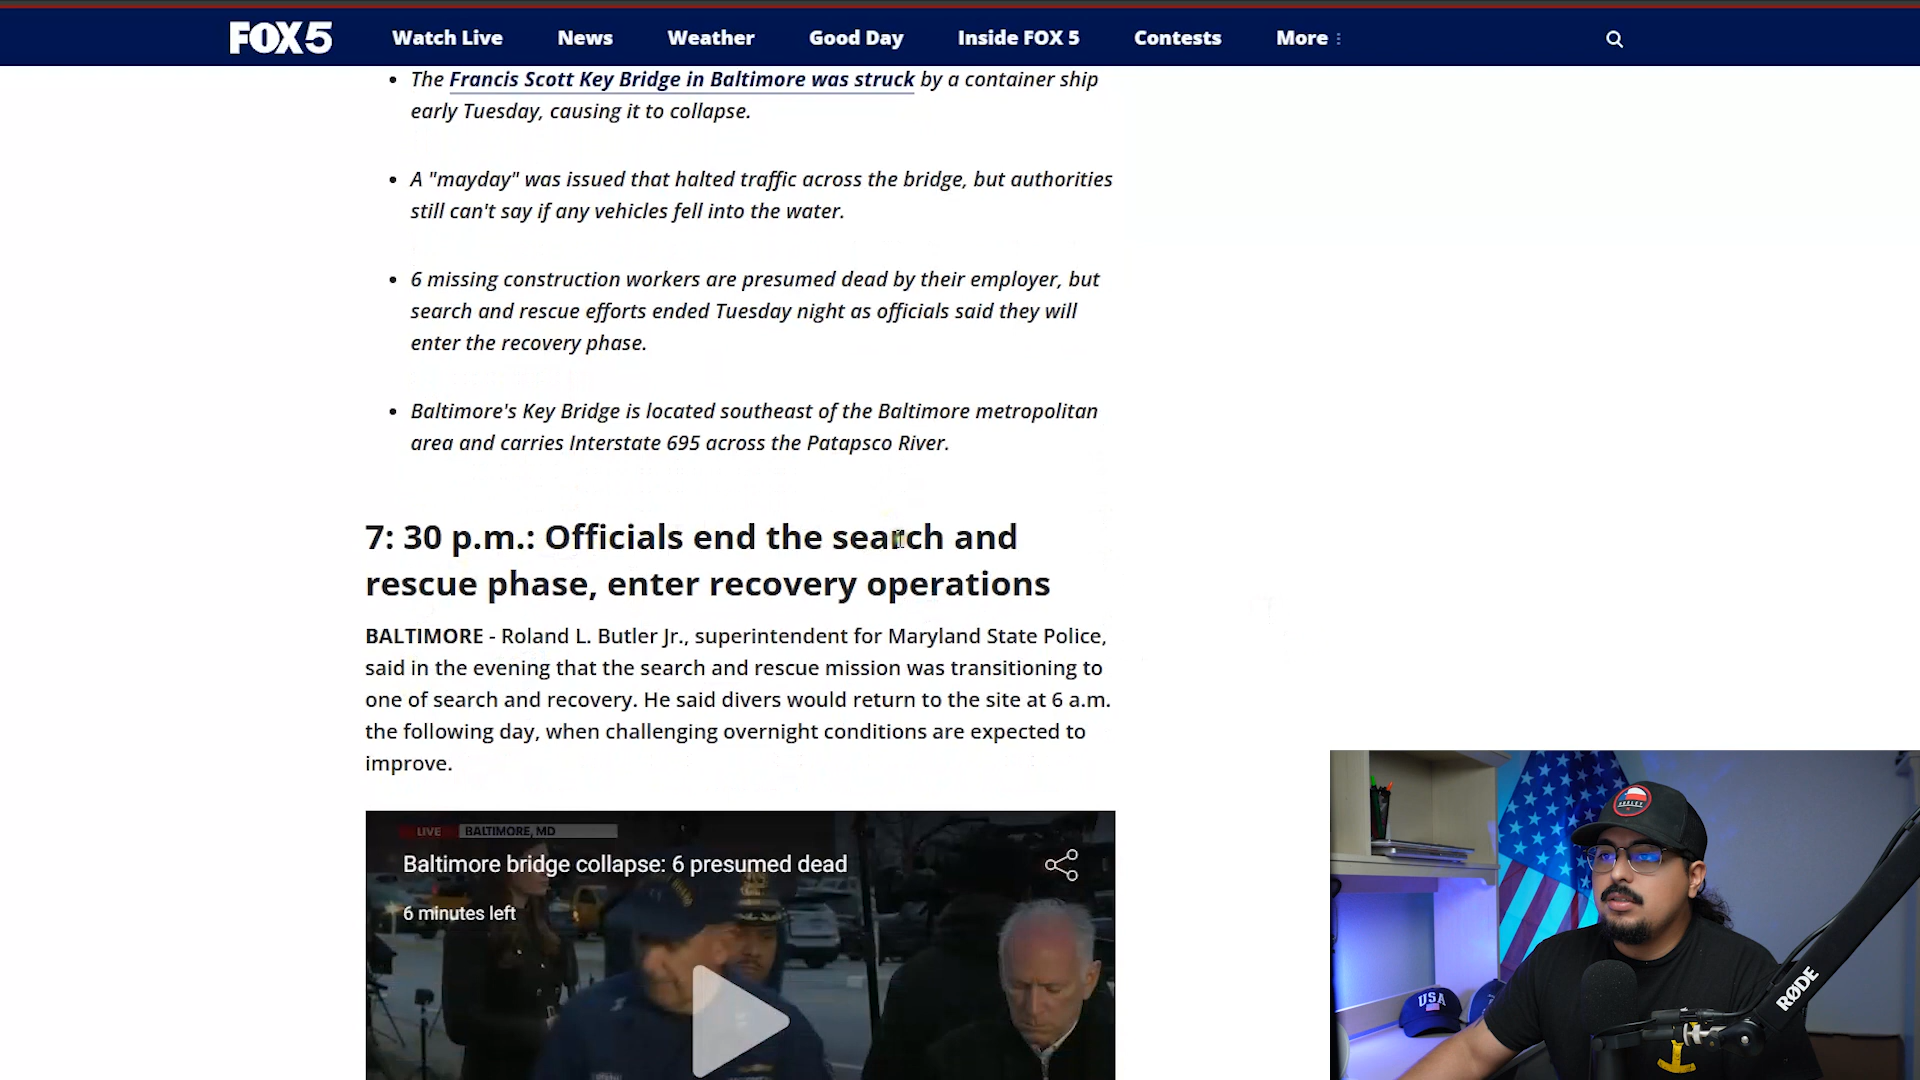 FOX 5 Watch Live News Weather Good Day Inside FOX 5 Contests More
• The Francis Scott Key Bridge in Baltimore was struck by a container ship
early Tuesday, causing it to collapse.
• A "mayday" was issued that halted traffic across the bridge, but authorities
still can't say if any vehicles fell into the water.
• 6 missing construction workers are presumed dead by their employer, but
search and rescue efforts ended Tuesday night as officials said they will
enter the recovery phase.
• Baltimore's Key Bridge is located southeast of the Baltimore metropolitan
area and carries Interstate 695 across the Patapsco River.
7: 30 p.m.: Officials end the search and
rescue phase, enter recovery operations
BALTIMORE - Roland L. Butler Jr., superintendent for Maryland State Police,
said in the evening that the search and rescue mission was transitioning to
one of search and recovery. He said divers would return to the site at 6 a.m.
the following day, when challenging overnight conditions are expected to
improve.
LIVE BALTIMORE, MD
Baltimore bridge collapse: 6 presumed dead
6 minutes left
USA
RØDE